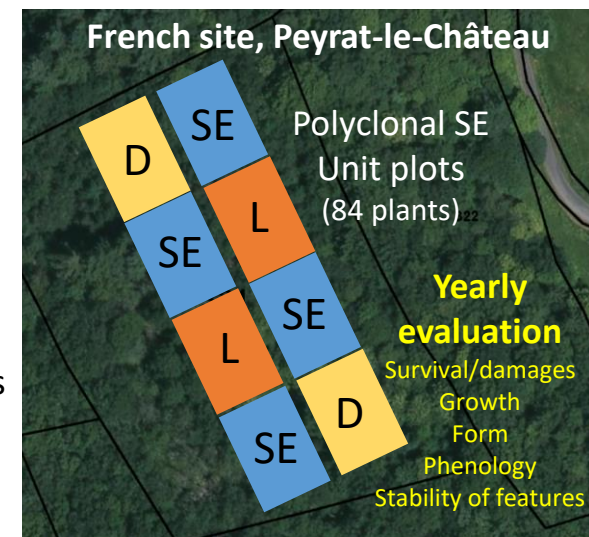 French site, Peyrat-le-Château
SE
D
Polyclonal SE
Unit plots
(84 plants)
L
SE
SE
L
D
SE
Yearly
evaluation
Survival/damages
Growth
Form
Phenology
Stability of features
s